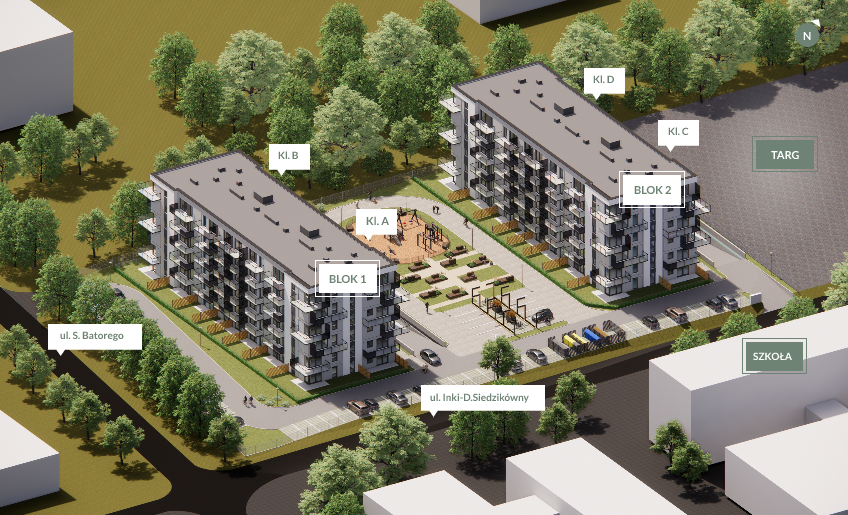 N
Kl. D
Kl. C
TARG
Kl. B
BLOK 2
Kl. A
BLOK 1
ul. S. Batorego
SZKOŁA
ul. Inki-D.Siedzikówny